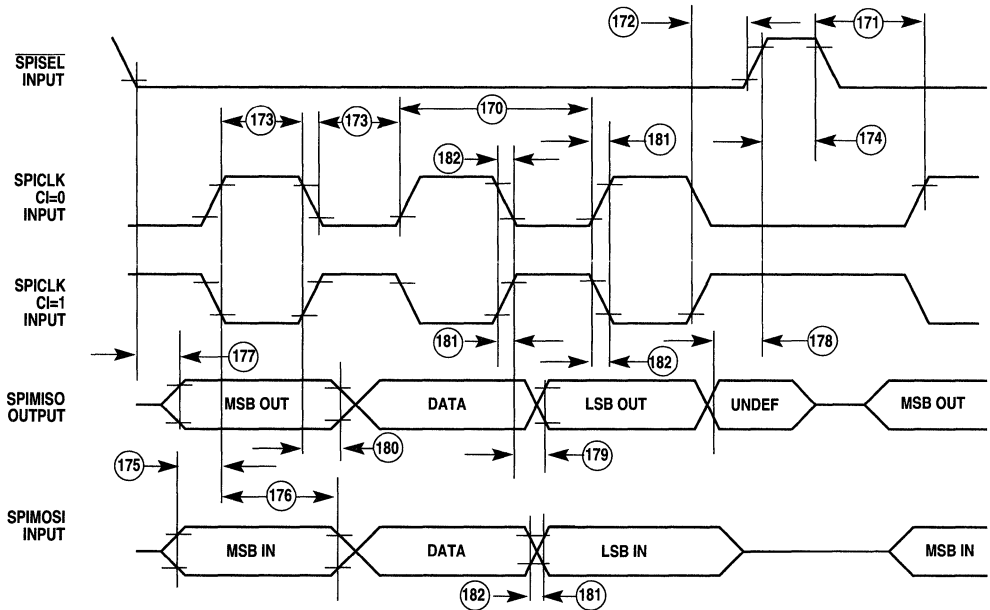 172
171
SPISEL
INPUT
173
173
170
182
181
174
SPICLK
CI=0
INPUT
SPICLK
CI=1
INPUT
177
181
182
178
SPIMISO
OUTPUT
MSB OUT
DATA
LSB OUT
UNDEF
MSB OUT
175
180
179
176
SPIMOSI
INPUT
MSB IN
DATA
LSB IN
MSB IN
182
181